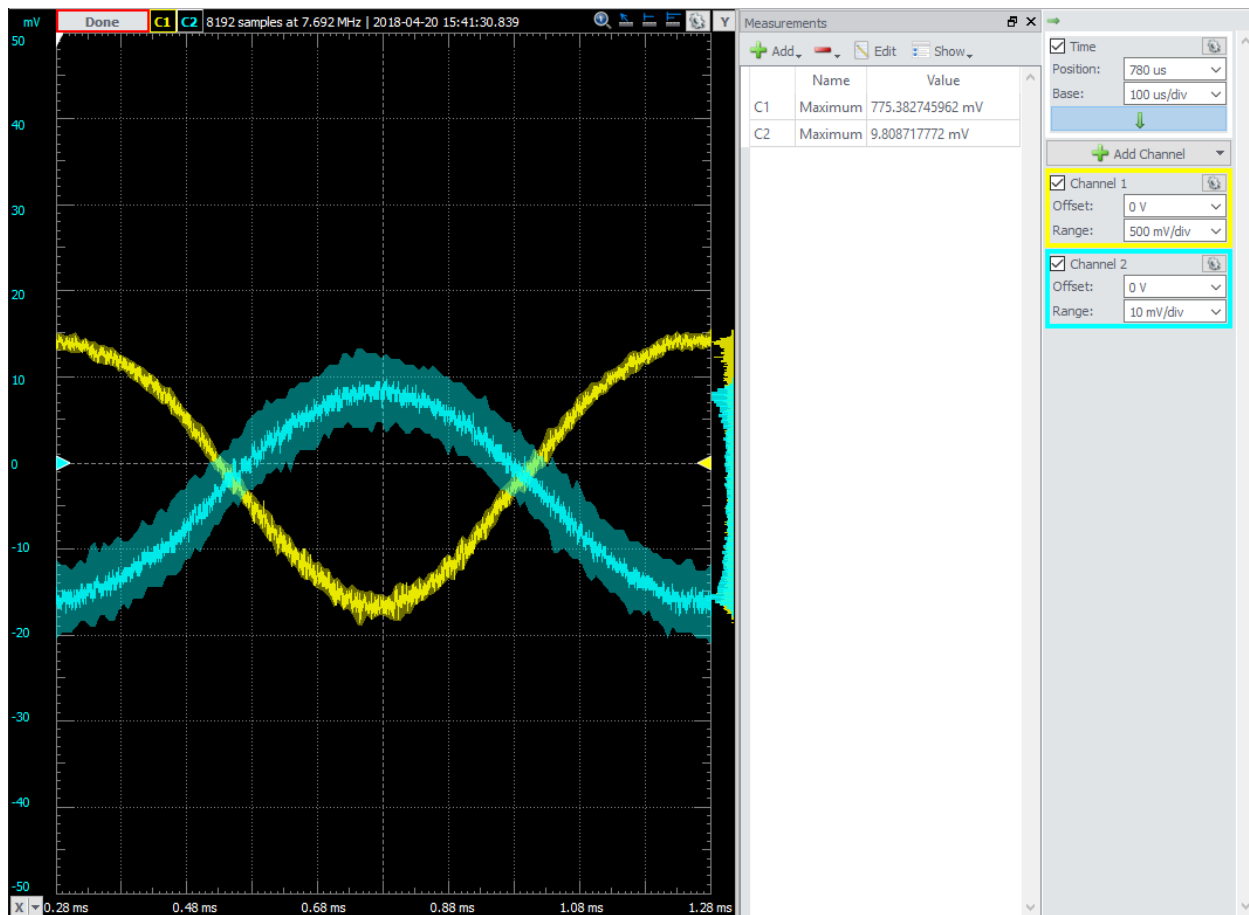 mV Done C1 C2 8192 samples at 7.692 MHz | 2018-04-20 15:41:30.839 Y
50
40
30
20
10
0
-10
-20
-30
-40
-50
X 0.28 ms 0.48 ms 0.68 ms 0.88 ms 1.08 ms 1.28 ms
Measurements
Add Edit Show
Name Value
C1 Maximum 775.382745962 mV
C2 Maximum 9.808717772 mV
Time
Position: 780 us
Base: 100 us/div
Add Channel
Channel 1
Offset: 0 V
Range: 500 mV/div
Channel 2
Offset: 0 V
Range: 10 mV/div